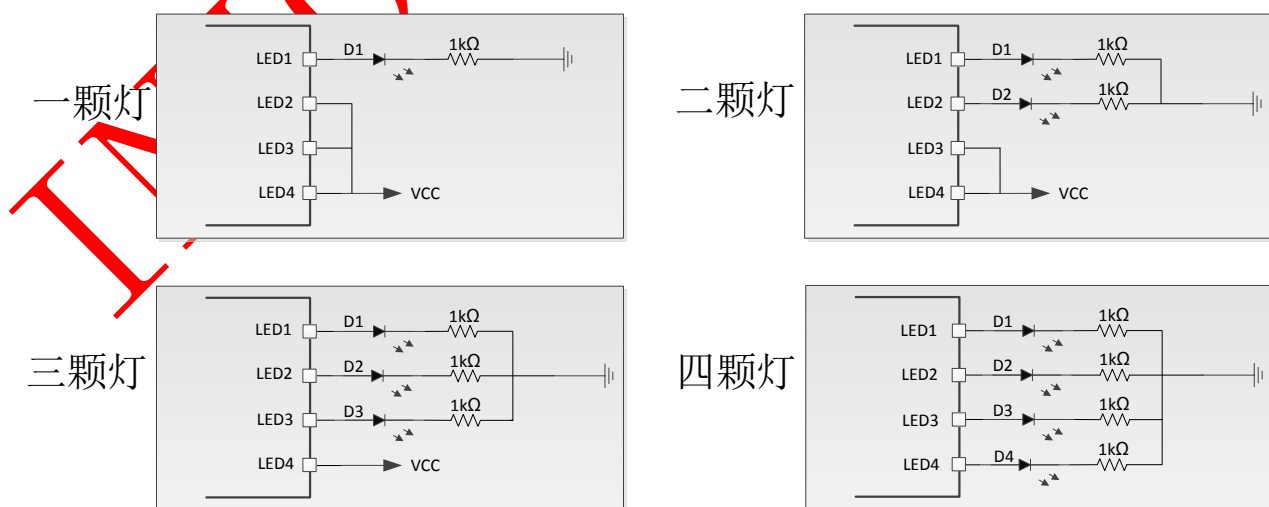 一颗灯
LED1 D1 1kΩ
LED2
LED3
LED4 VCC
二颗灯
LED1 D1 1kΩ
LED2 D2 1kΩ
LED3
LED4 VCC
三颗灯
LED1 D1 1kΩ
LED2 D2 1kΩ
LED3 D3 1kΩ
LED4 VCC
四颗灯
LED1 D1 1kΩ
LED2 D2 1kΩ
LED3 D3 1kΩ
LED4 D4 1kΩ